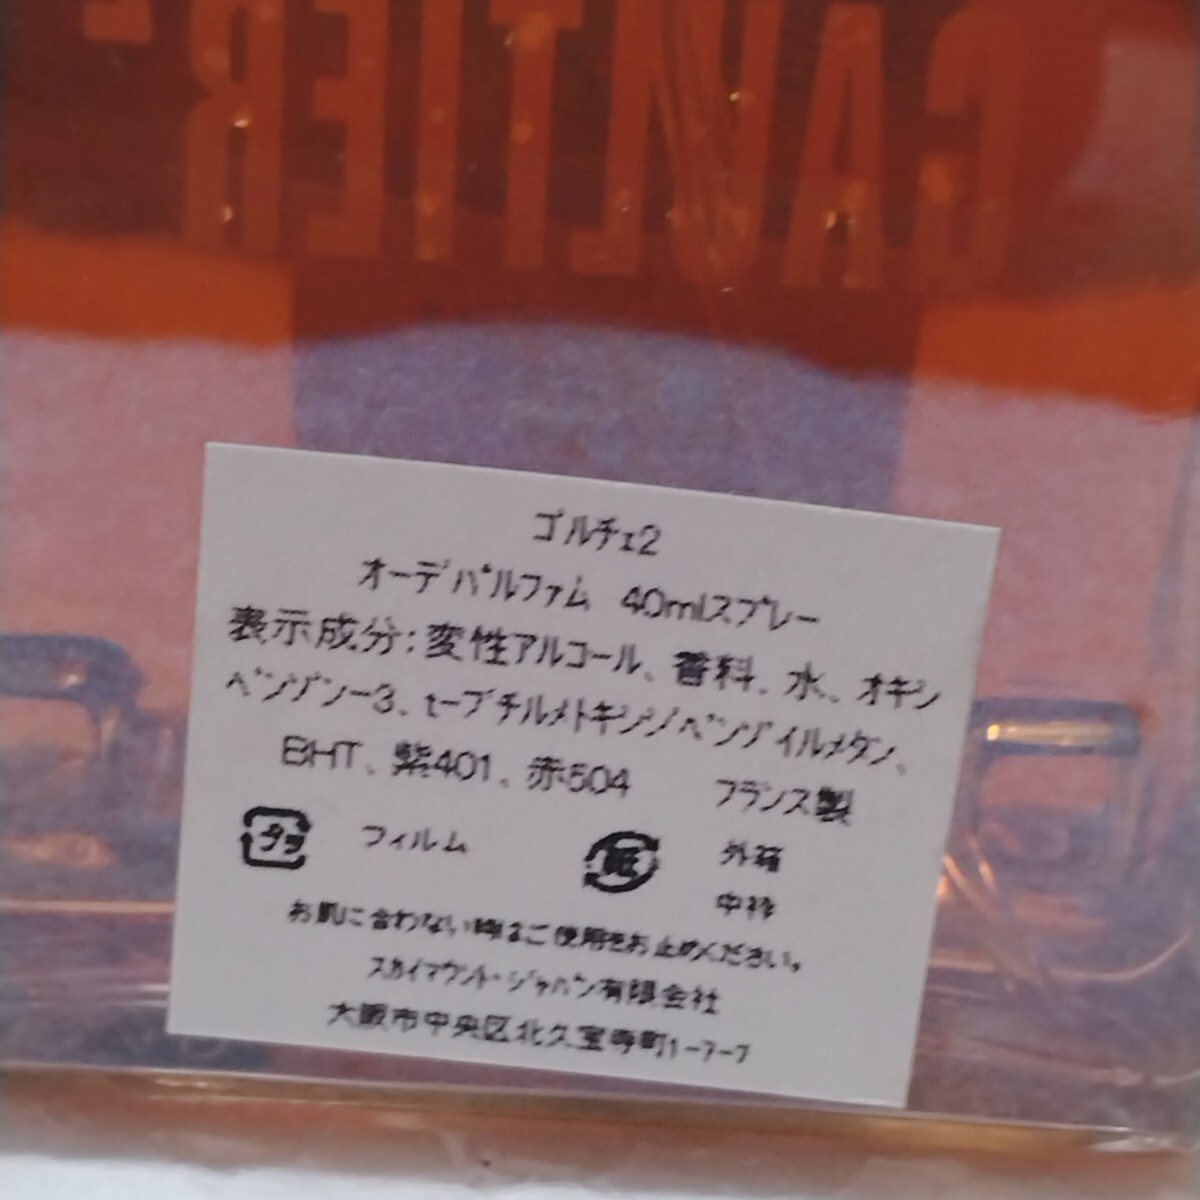 GAULTIER
ゴルチェ2
オーデパルファム 40mlスプレー
表示成分:変性アルコール、香料、水、オキシ
ベンゾン-3、t-ブチルメトキシジベンゾイルメタン、
BHT、紫401、赤504 フランス製
プラ フィルム 紙 外箱
中枠
お肌に合わない時はご使用をお止めください。
スカイマウント・ジャパン有限会社
大阪市中央区北久宝寺町1-7-7